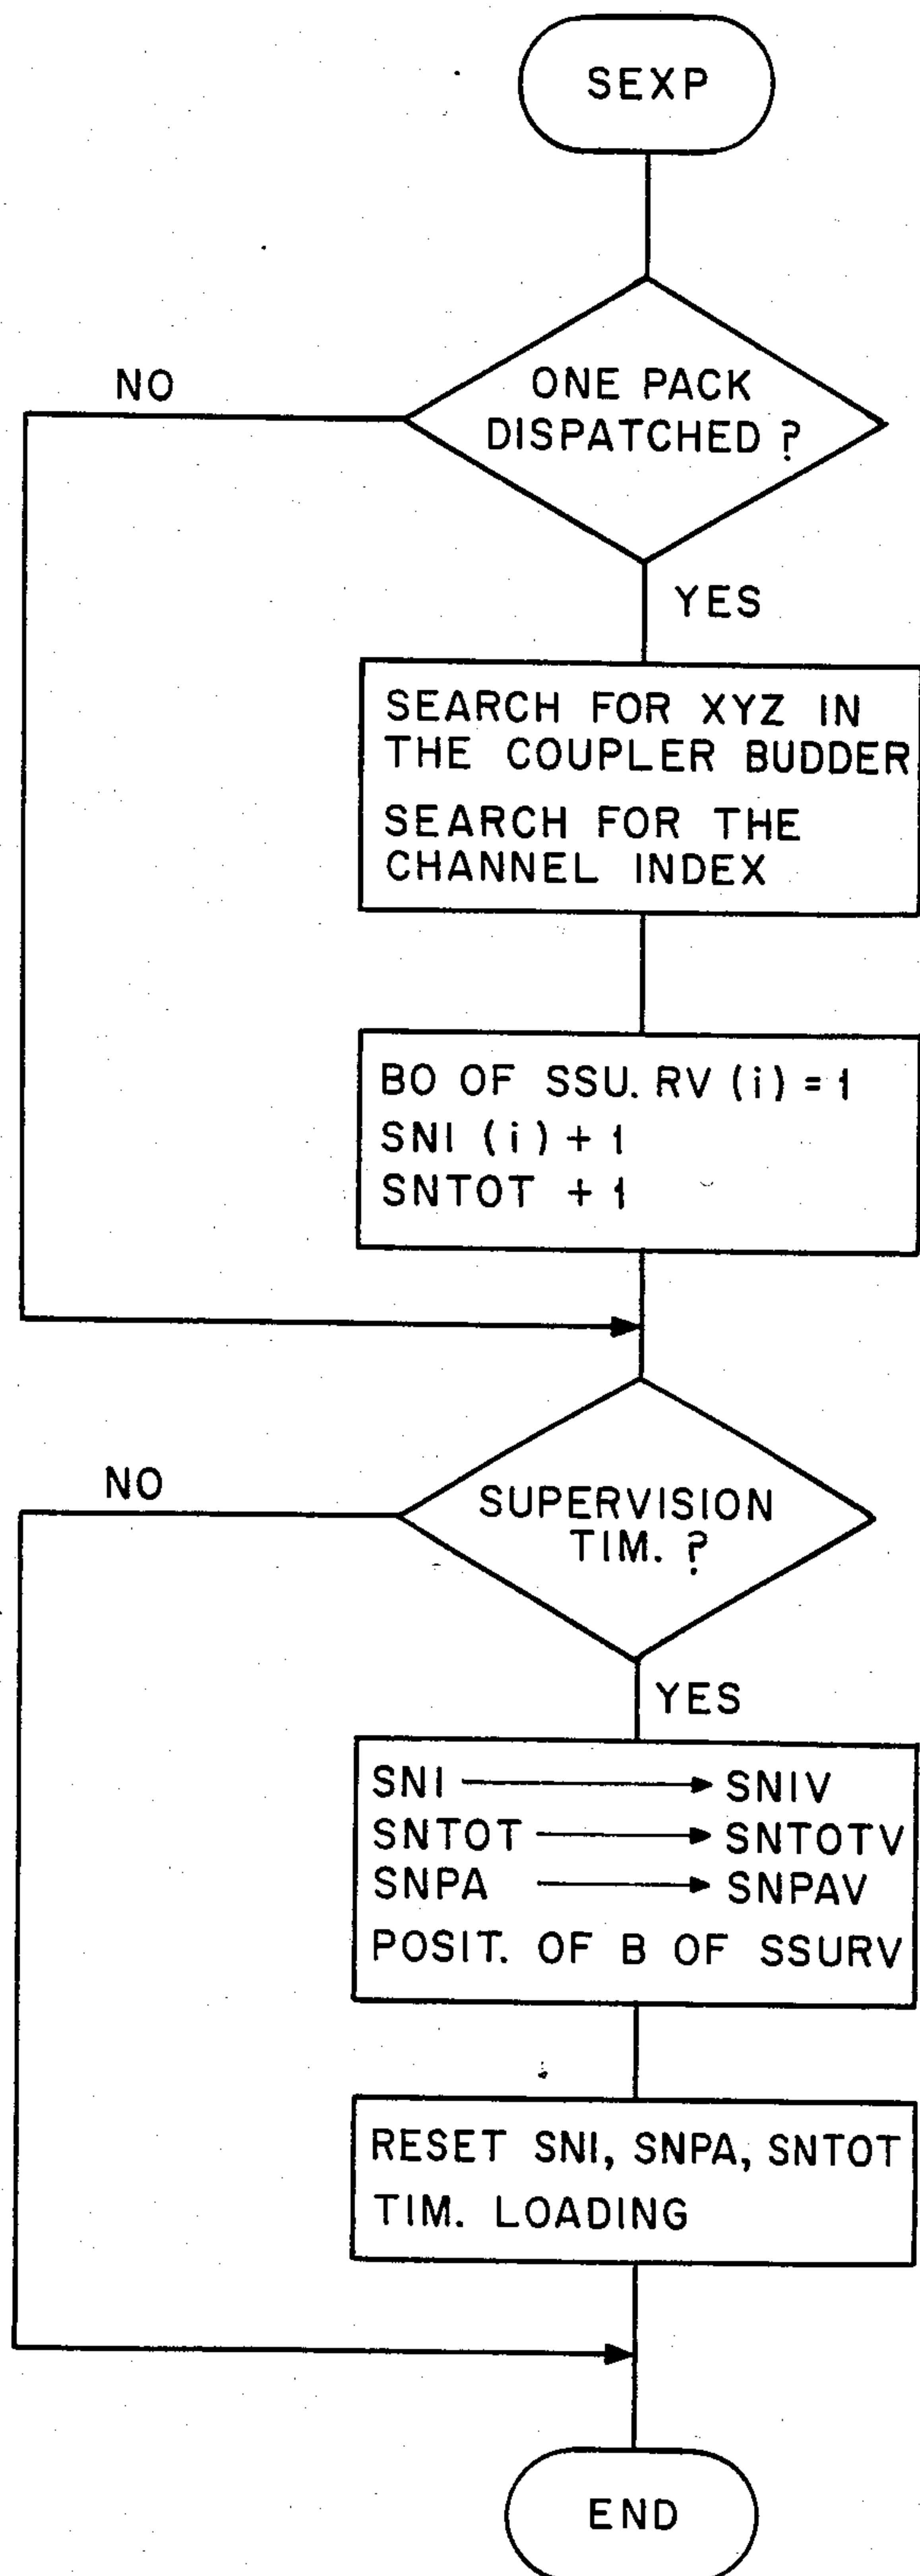 SEXP
NO
ONE PACK
DISPATCHED ?
YES
SEARCH FOR XYZ IN
THE COUPLER BUDDER
SEARCH FOR THE
CHANNEL INDEX
BO OF SSU. RV (i) = 1
SNI (i) + 1
SNTOT + 1
NO
SUPERVISION
TIM. ?
YES
SNI → SNIV
SNTOT → SNTOTV
SNPA → SNPAV
POSIT. OF B OF SSURV
RESET SNI, SNPA, SNTOT
TIM. LOADING
END